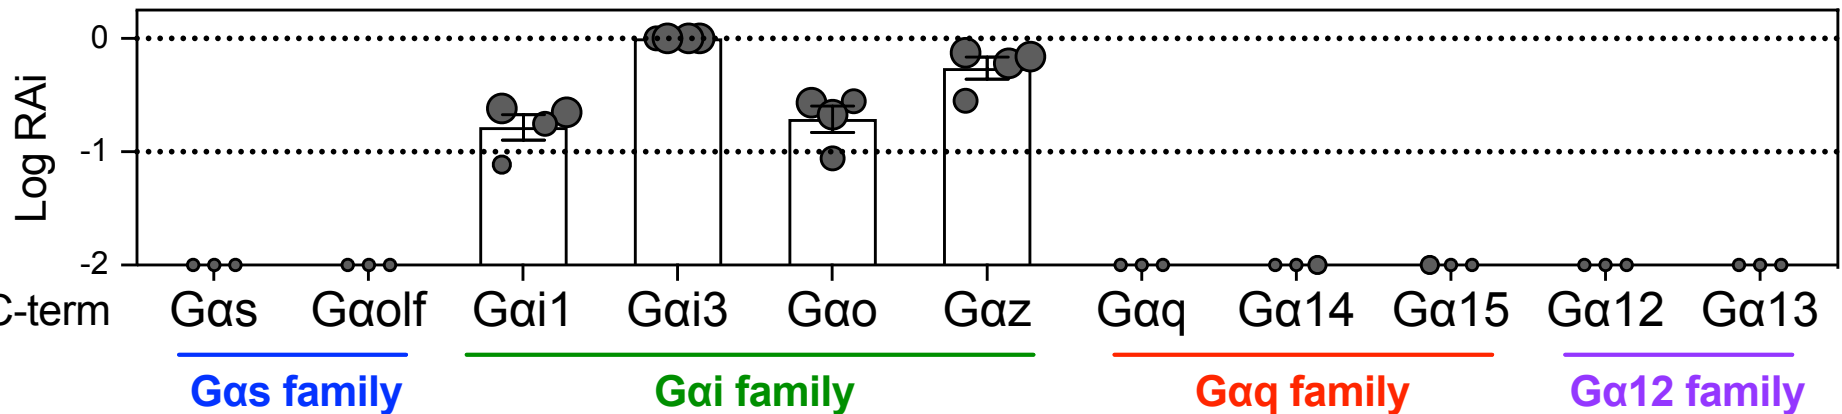 Log RAi
0
-1
-2
C-term Gαs Gαolf Gαi1 Gαi3 Gαo Gαz Gαq Gα14 Gα15 Gα12 Gα13
Gαs family Gαi family Gαq family Gα12 family